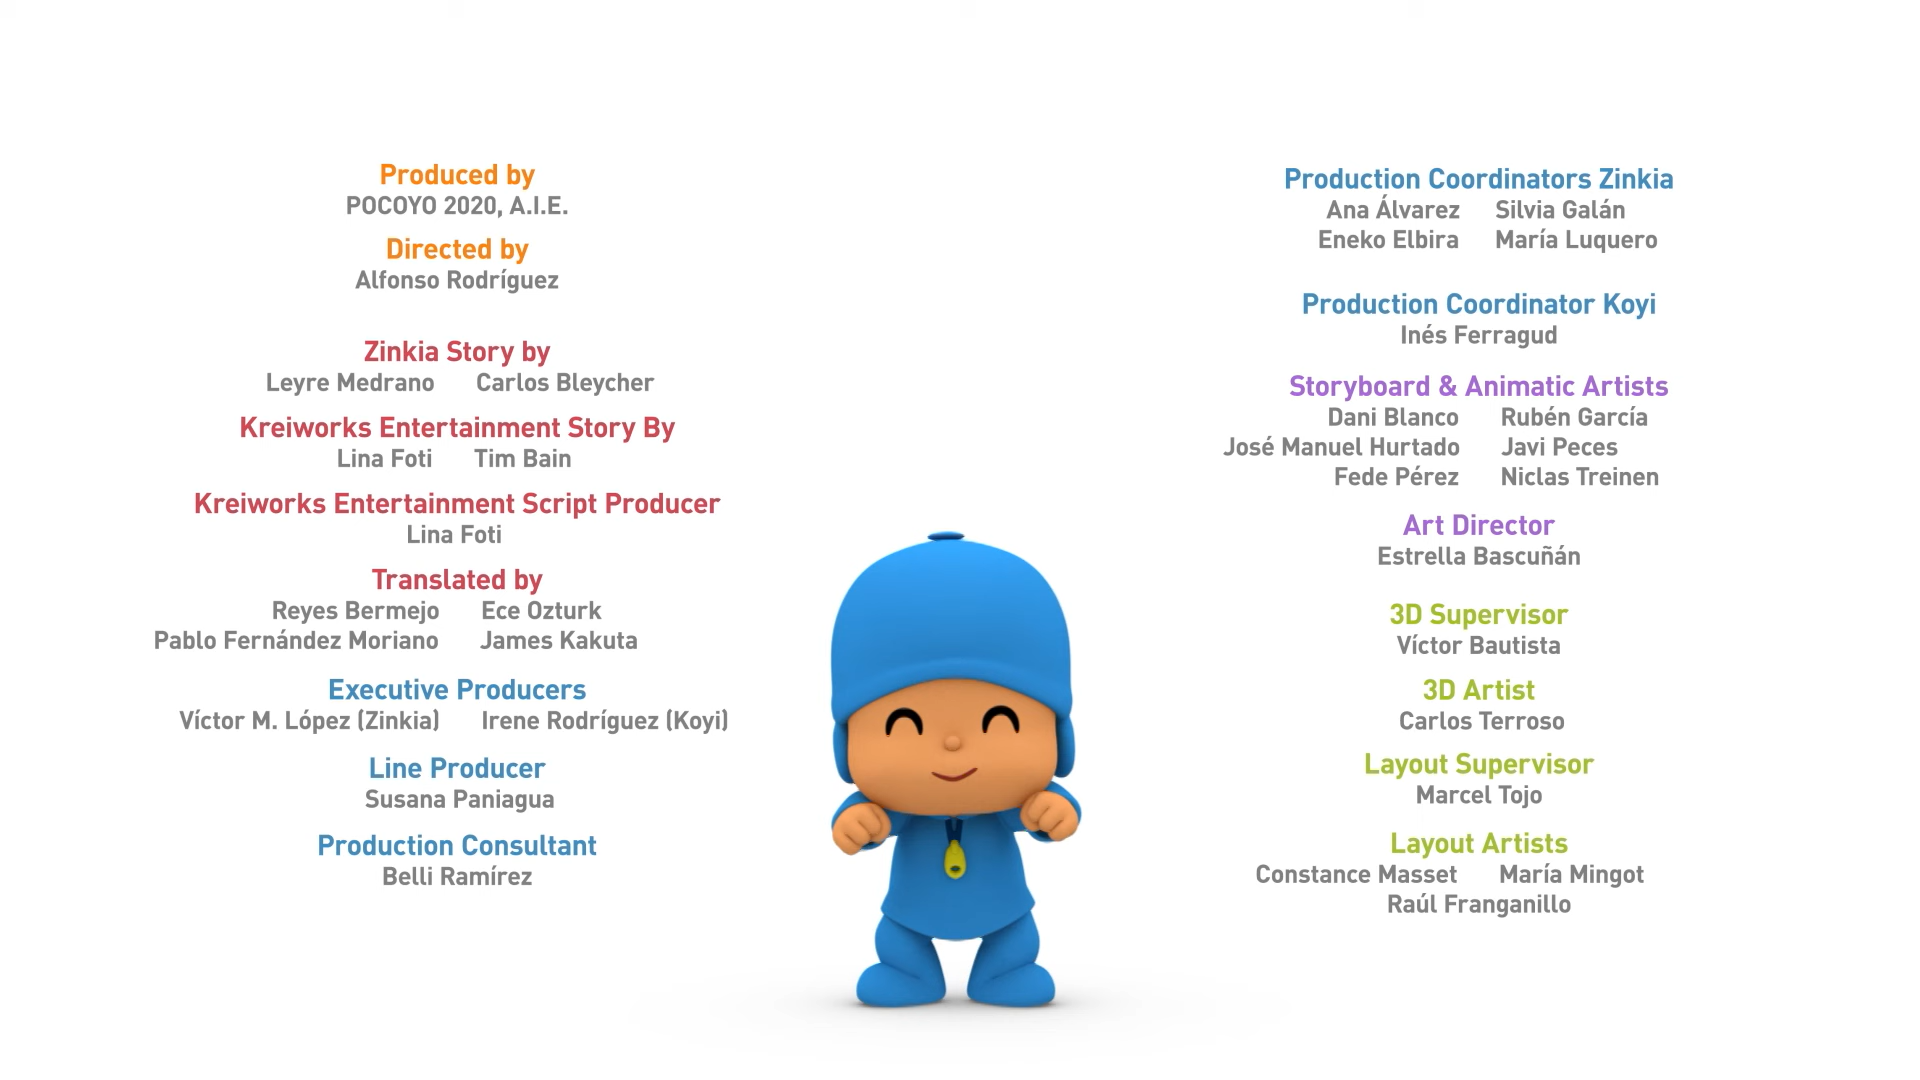 Produced by
POCOYO 2020, A.I.E.
Directed by
Alfonso Rodríguez
Zinkia Story by
Leyre Medrano Carlos Bleycher
Kreiworks Entertainment Story By
Lina Foti Tim Bain
Kreiworks Entertainment Script Producer
Lina Foti
Translated by
Reyes Bermejo Ece Ozturk
Pablo Fernández Moriano James Kakuta
Executive Producers
Víctor M. López (Zinkia) Irene Rodríguez (Koyi)
Line Producer
Susana Paniagua
Production Consultant
Belli Ramírez
Production Coordinators Zinkia
Ana Álvarez Silvia Galán
Eneko Elbira María Luquero
Production Coordinator Koyi
Inés Ferragud
Storyboard & Animatic Artists
Dani Blanco Rubén García
José Manuel Hurtado Javi Peces
Fede Pérez Niclas Treinen
Art Director
Estrella Bascuñán
3D Supervisor
Víctor Bautista
3D Artist
Carlos Terroso
Layout Supervisor
Marcel Tojo
Layout Artists
Constance Masset María Mingot
Raúl Franganillo